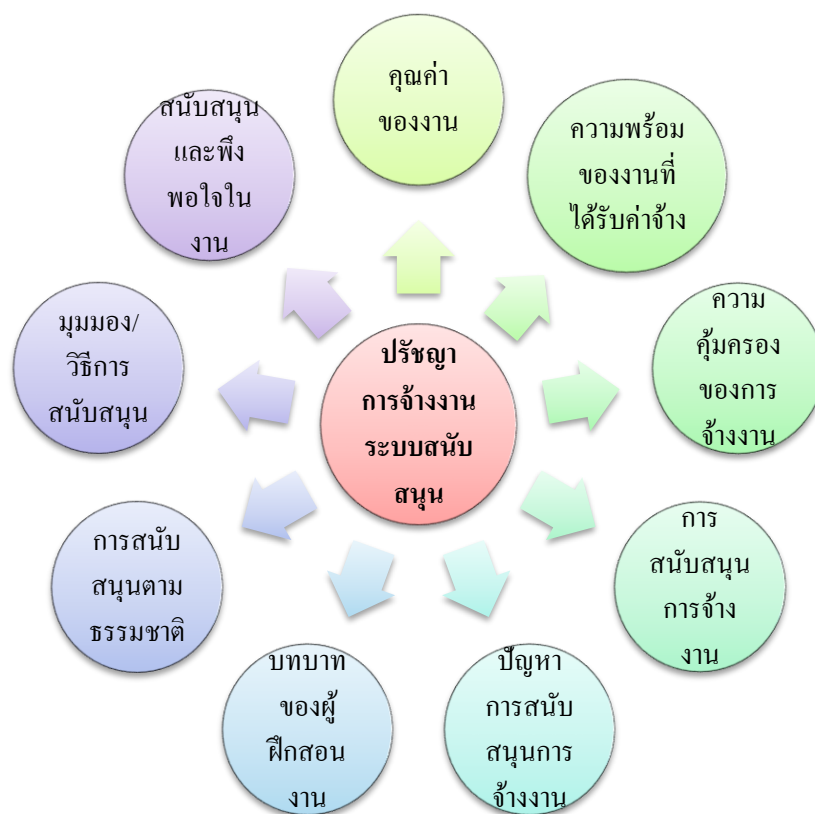 คุณค่า
ของงาน
ความพร้อม
ของงานที่
ได้รับค่าจ้าง
ความ
คุ้มครอง
ของการ
จ้างงาน
การ
สนับสนุน
การจ้าง
งาน
ปัญหา
การสนับ
สนุนการ
จ้างงาน
บทบาท
ของผู้
ฝึกสอน
งาน
การสนับ
สนุนตาม
ธรรมชาติ
มุมมอง/
วิธีการ
สนับสนุน
สนับสนุน
และพึง
พอใจใน
งาน
ปรัชญา
การจ้างงาน
ระบบสนับ
สนุน